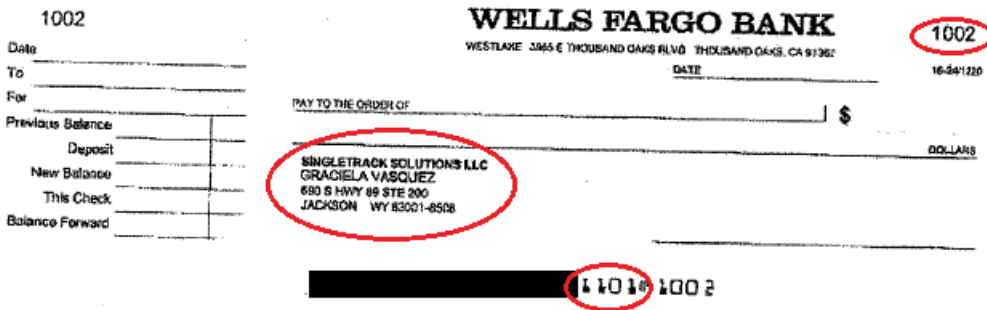 1002
Date
To
For
Previous Balance
Deposit
New Balance
This Check
Balance Forward
WELLS FARGO BANK
WESTLAKE 3965 E THOUSAND OAKS BLVD THOUSAND OAKS, CA 91362
1002
16-24/1220
DATE
PAY TO THE ORDER OF
$
DOLLARS
SINGLETRACK SOLUTIONS LLC
GRACIELA VASQUEZ
690 S HWY 89 STE 200
JACKSON WY 83001-8508
1101⑈ 1002